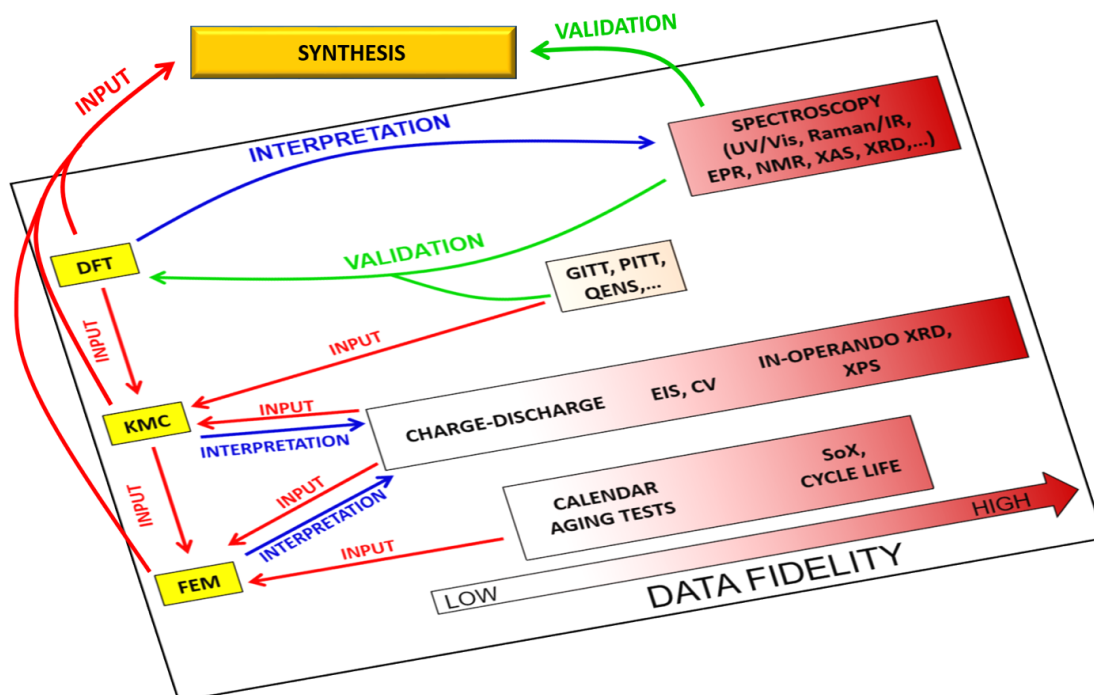 VALIDATION
SYNTHESIS
INPUT
INTERPRETATION
SPECTROSCOPY
(UV/Vis, Raman/IR,
EPR, NMR, XAS, XRD,...)
VALIDATION
DFT
GITT, PITT,
QENS,...
INPUT
INPUT
KMC
INPUT
INTERPRETATION
CHARGE-DISCHARGE
EIS, CV
IN-OPERANDO XRD,
XPS
INPUT
INPUT
INTERPRETATION
CALENDAR
AGING TESTS
SoX,
CYCLE LIFE
INPUT
FEM
LOW
HIGH
DATA FIDELITY